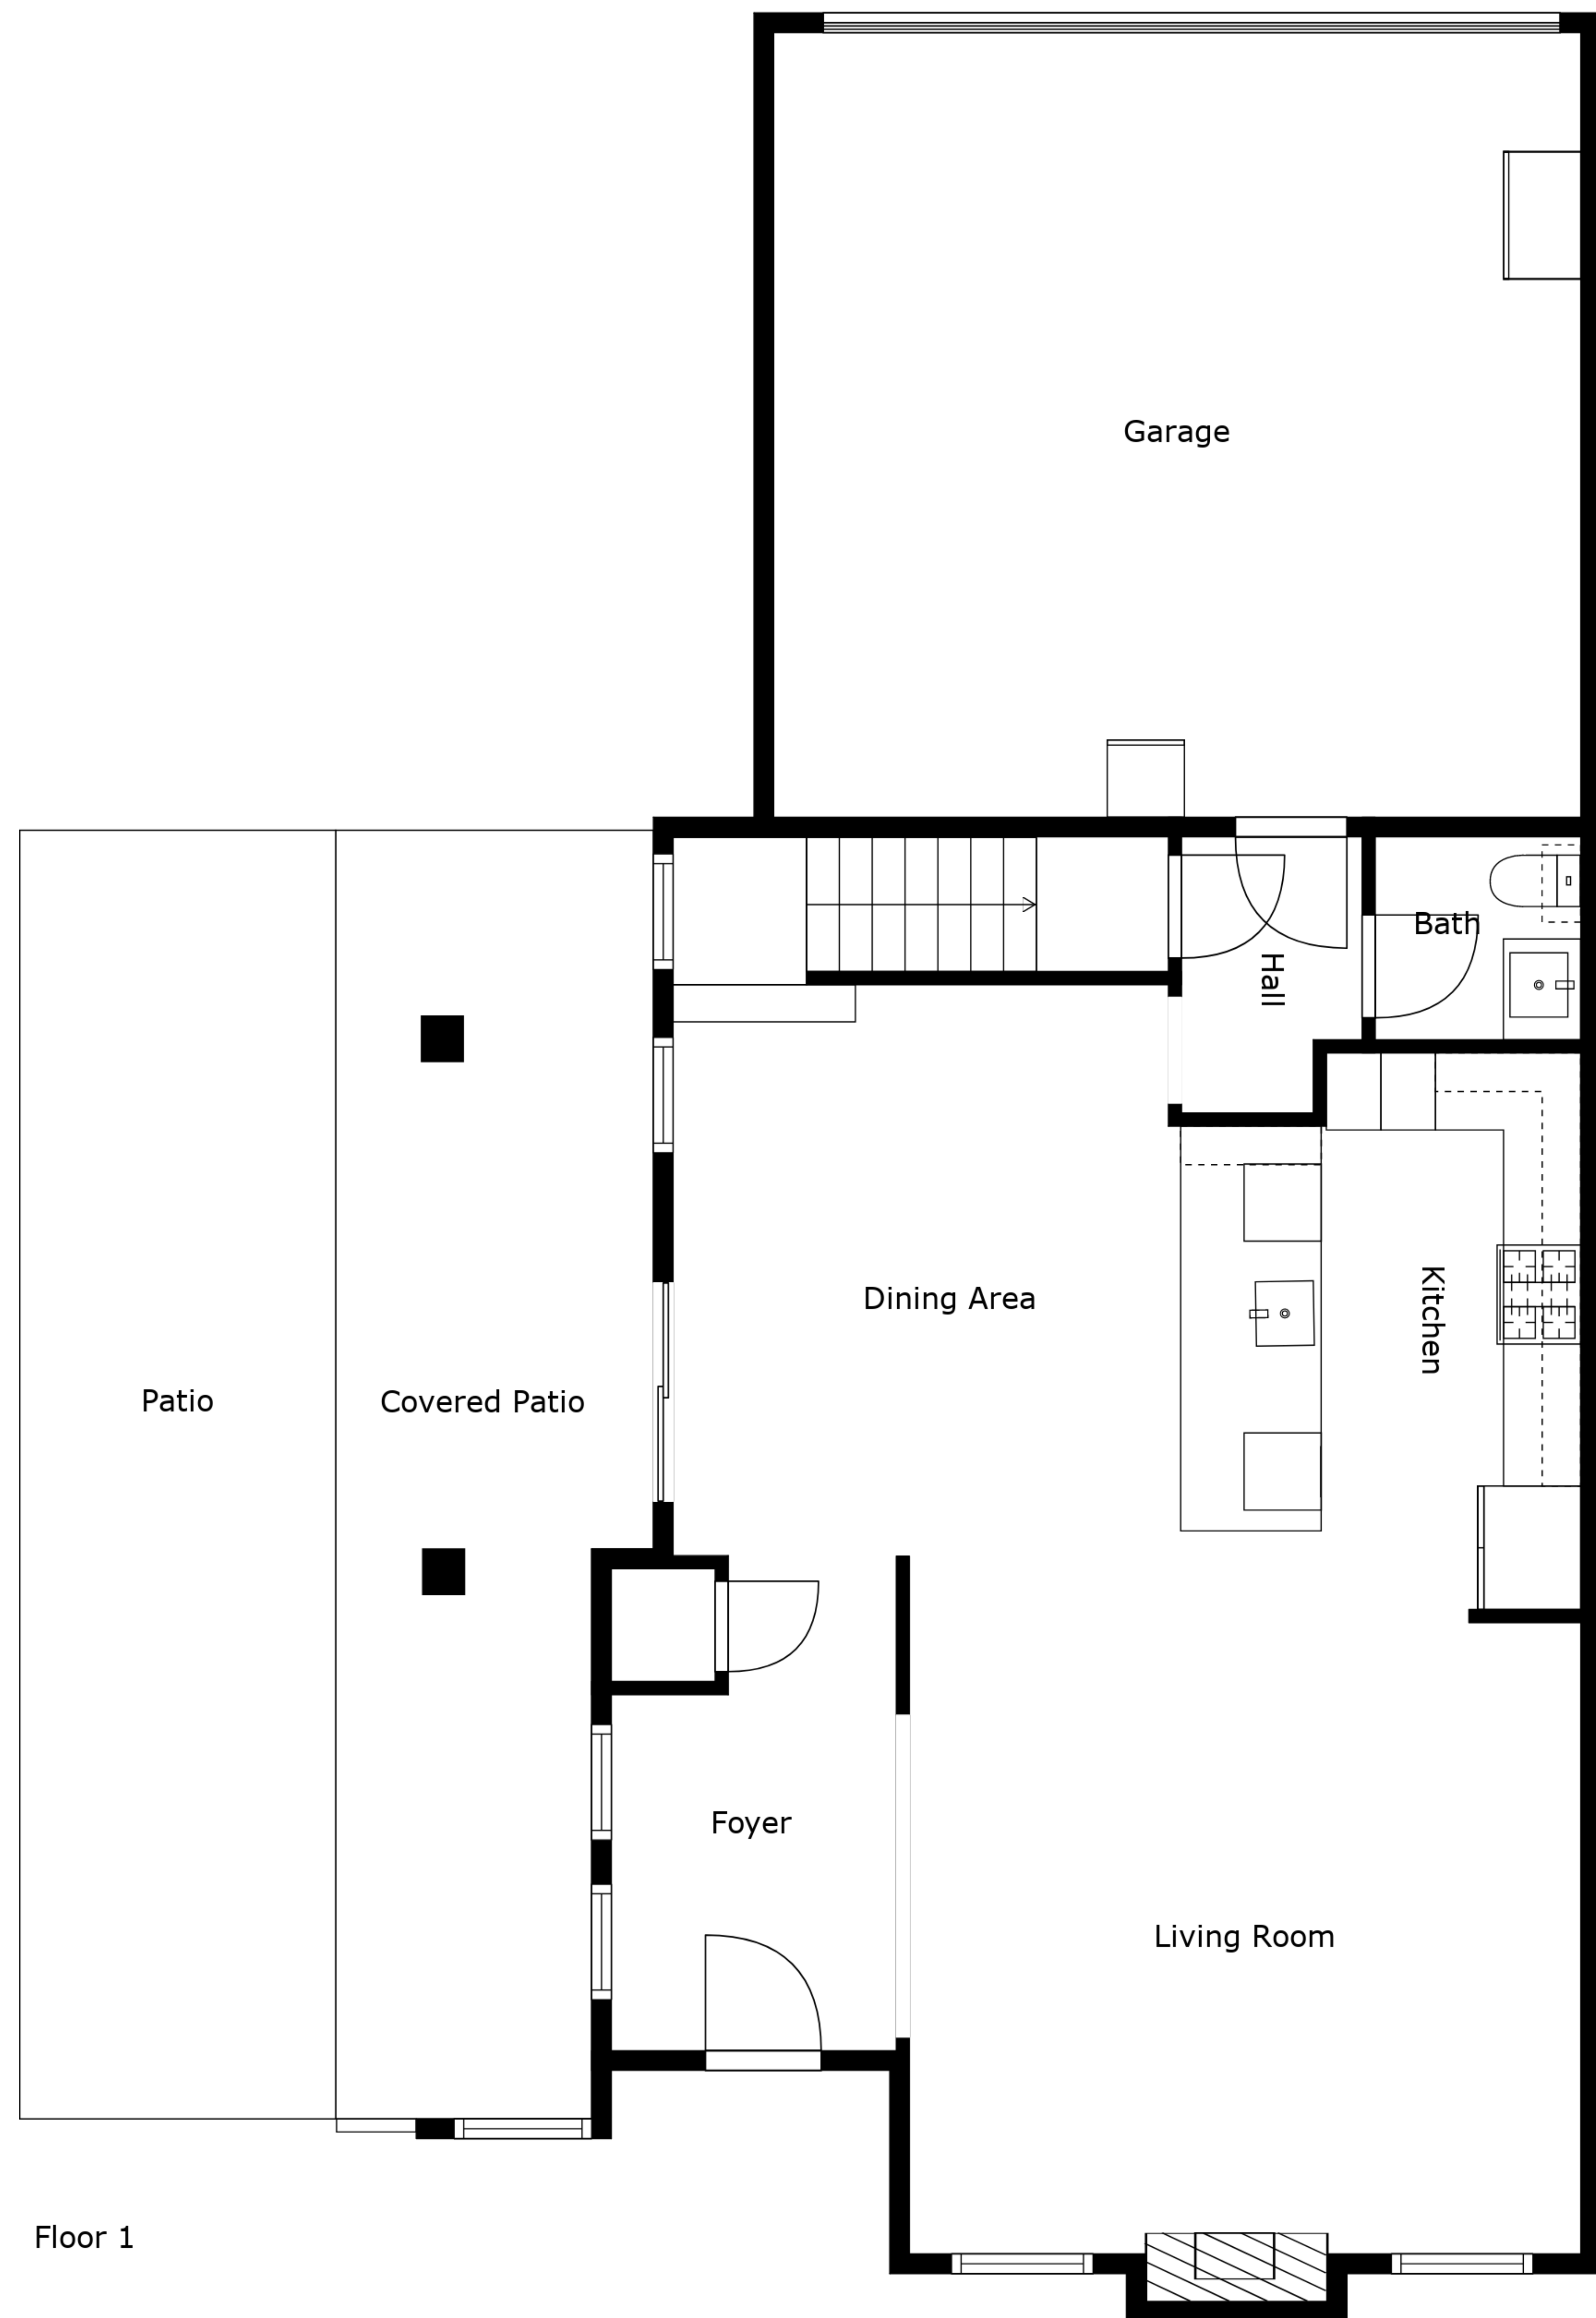 Garage
Bath
Hall
Dining Area
Kitchen
Patio
Covered Patio
Foyer
Living Room
Floor 1